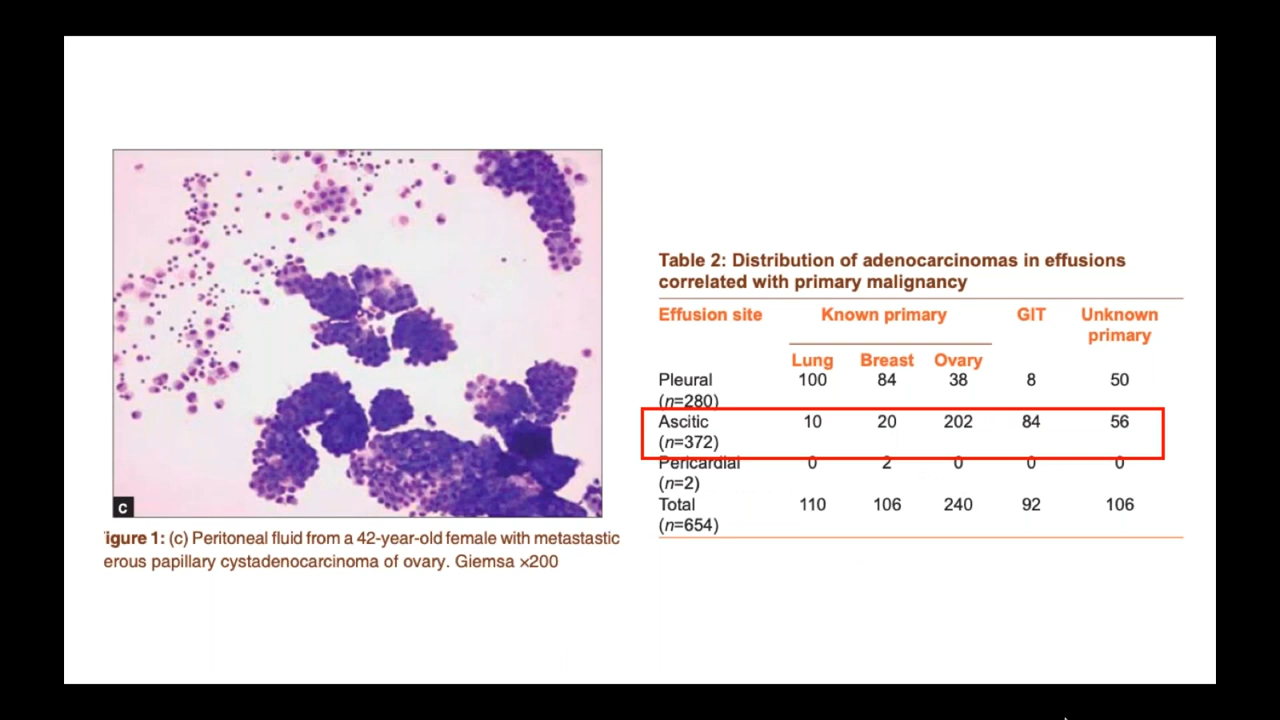 c
igure 1: (c) Peritoneal fluid from a 42-year-old female with metastastic
erous papillary cystadenocarcinoma of ovary. Giemsa ×200
Table 2: Distribution of adenocarcinomas in effusions
correlated with primary malignancy
Effusion site Known primary GIT Unknown
primary
Lung Breast Ovary
Pleural 100 84 38 8 50
(n=280)
Ascitic 10 20 202 84 56
(n=372)
Pericardial 0 2 0 0 0
(n=2)
Total 110 106 240 92 106
(n=654)